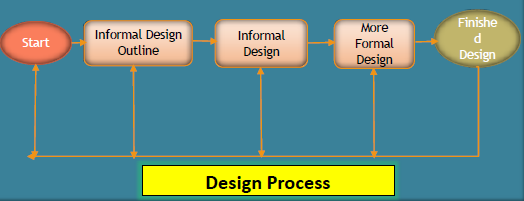 Start
Informal Design
Outline
Informal
Design
More
Formal
Design
Finishe
d
Design
Design Process